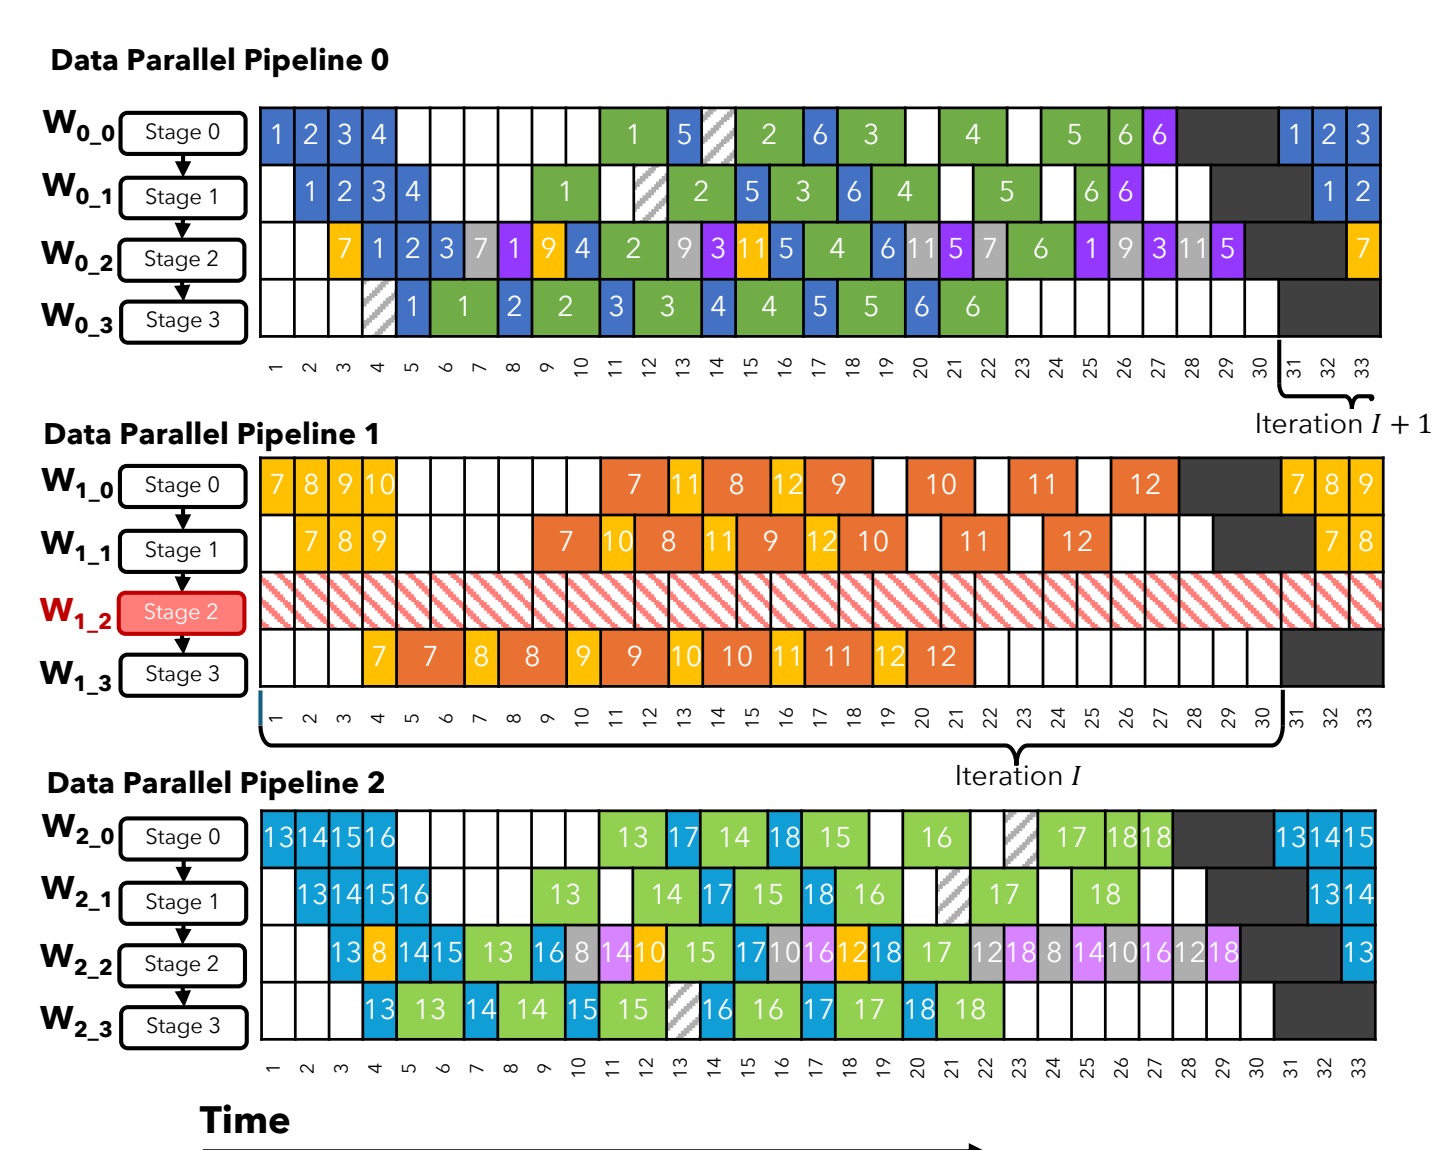 Data Parallel Pipeline 0
W0_0 Stage 0 1 2 3 4 1 5 2 6 3 4 5 6 6 1 2 3
W0_1 Stage 1 1 2 3 4 1 2 5 3 6 4 5 6 6 1 2
W0_2 Stage 2 7 1 2 3 7 1 9 4 2 9 3 11 5 4 6 11 5 7 6 1 9 3 11 5 7
W0_3 Stage 3 1 1 2 2 3 3 4 4 5 5 6 6
1 2 3 4 5 6 7 8 9 10 11 12 13 14 15 16 17 18 19 20 21 22 23 24 25 26 27 28 29 30 31 32 33
Iteration I + 1
Data Parallel Pipeline 1
W1_0 Stage 0 7 8 9 10 7 11 8 12 9 10 11 12 7 8 9
W1_1 Stage 1 7 8 9 7 10 8 11 9 12 10 11 12 7 8
W1_2 Stage 2
W1_3 Stage 3 7 7 8 8 9 9 10 10 11 11 12 12
1 2 3 4 5 6 7 8 9 10 11 12 13 14 15 16 17 18 19 20 21 22 23 24 25 26 27 28 29 30 31 32 33
Iteration I
Data Parallel Pipeline 2
W2_0 Stage 0 13 14 15 16 13 17 14 18 15 16 17 18 18 13 14 15
W2_1 Stage 1 13 14 15 16 13 14 17 15 18 16 17 18 13 14
W2_2 Stage 2 13 8 14 15 13 16 8 14 10 15 17 10 16 12 18 17 12 18 8 14 10 16 12 18 13
W2_3 Stage 3 13 13 14 14 15 15 16 16 17 17 18 18
1 2 3 4 5 6 7 8 9 10 11 12 13 14 15 16 17 18 19 20 21 22 23 24 25 26 27 28 29 30 31 32 33
Time